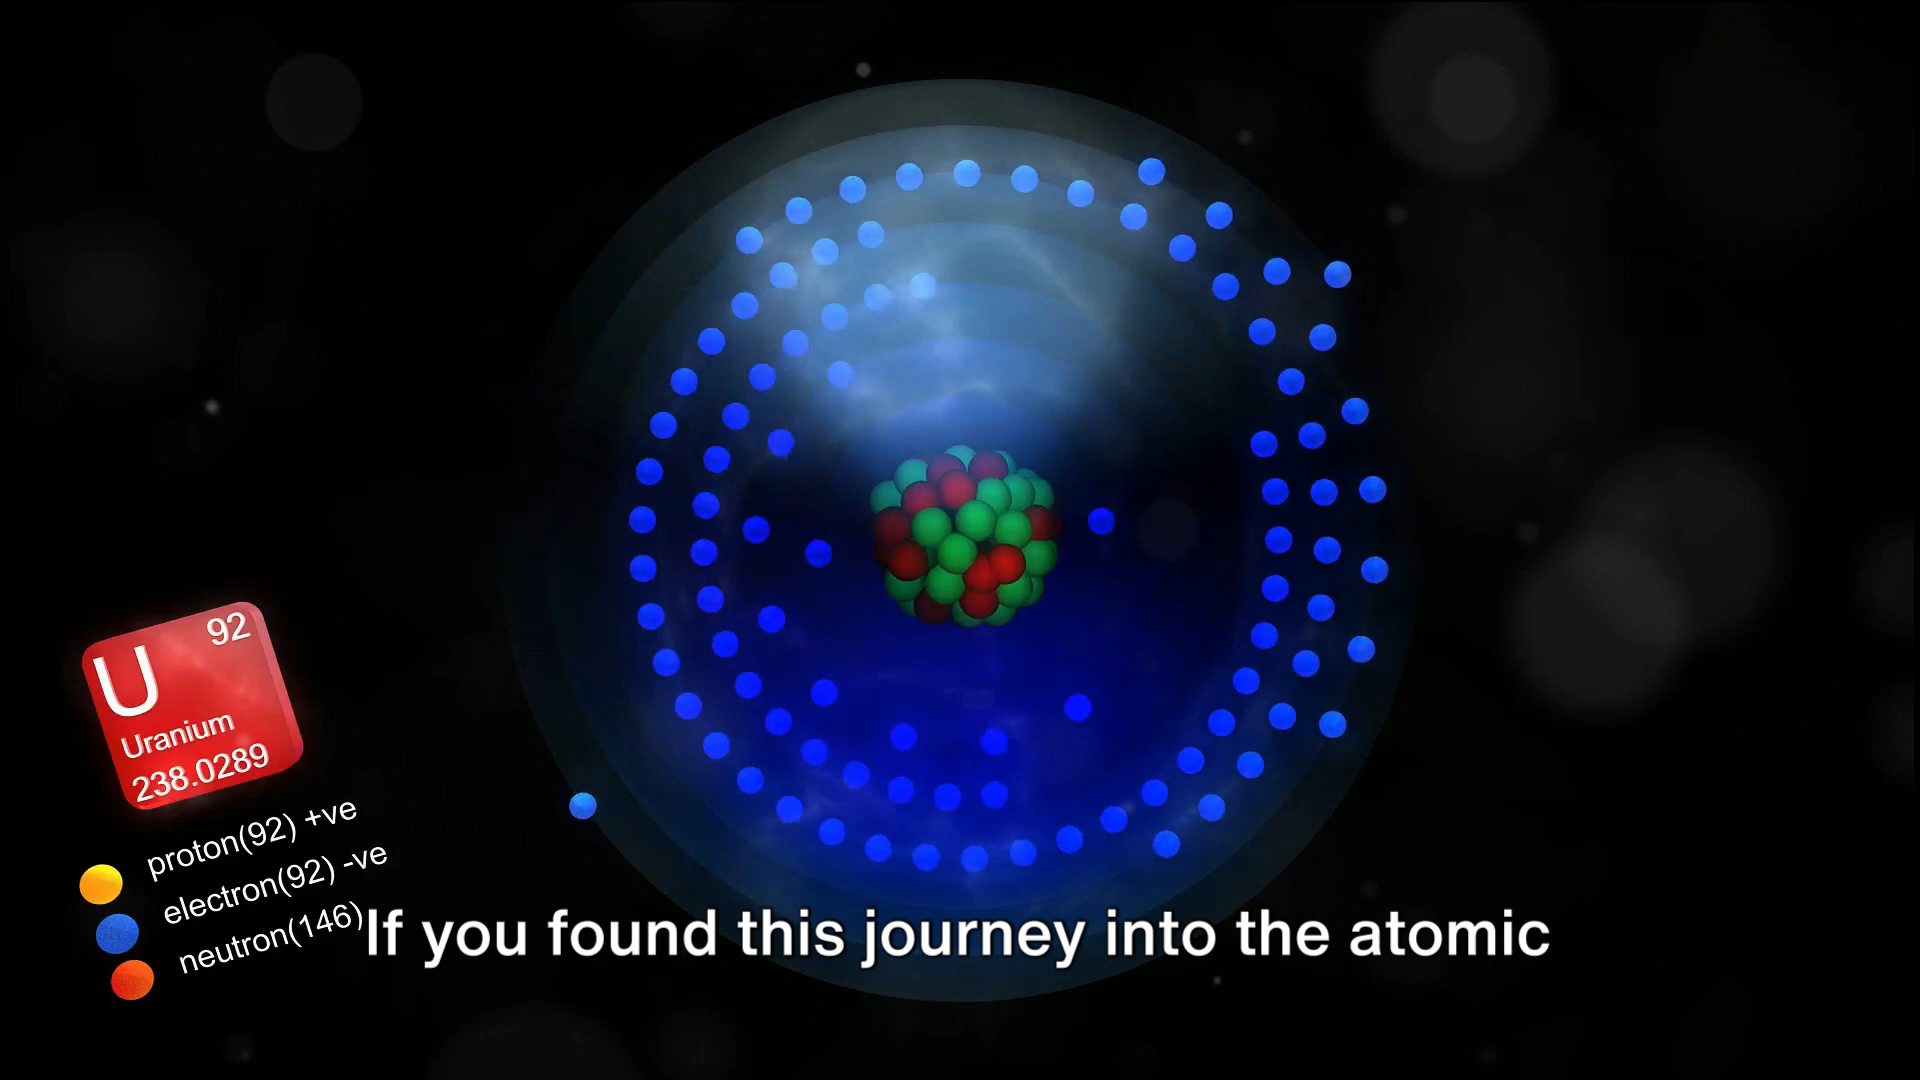 92
U
Uranium
238.0289
proton(92) +ve
electron(92) -ve
neutron(146)
If you found this journey into the atomic